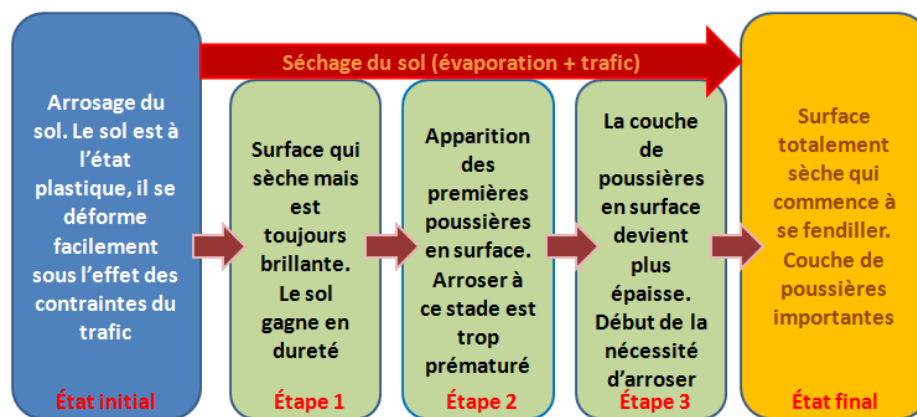 Séchage du sol (évaporation + trafic)
Arrosage du
sol. Le sol est à
l'état
plastique, il se
déforme
facilement
sous l'effet des
contraintes du
trafic
État initial
Surface qui
sèche mais
est
toujours
brillante.
Le sol
gagne en
dureté
Étape 1
Apparition
des
premières
poussières
en surface.
Arroser à
ce stade est
trop
prématuré
Étape 2
La couche
de
poussières
en surface
devient
plus
épaisse.
Début de la
nécessité
d'arroser
Étape 3
Surface
totalement
sèche qui
commence à
se fendiller.
Couche de
poussières
importantes
État final